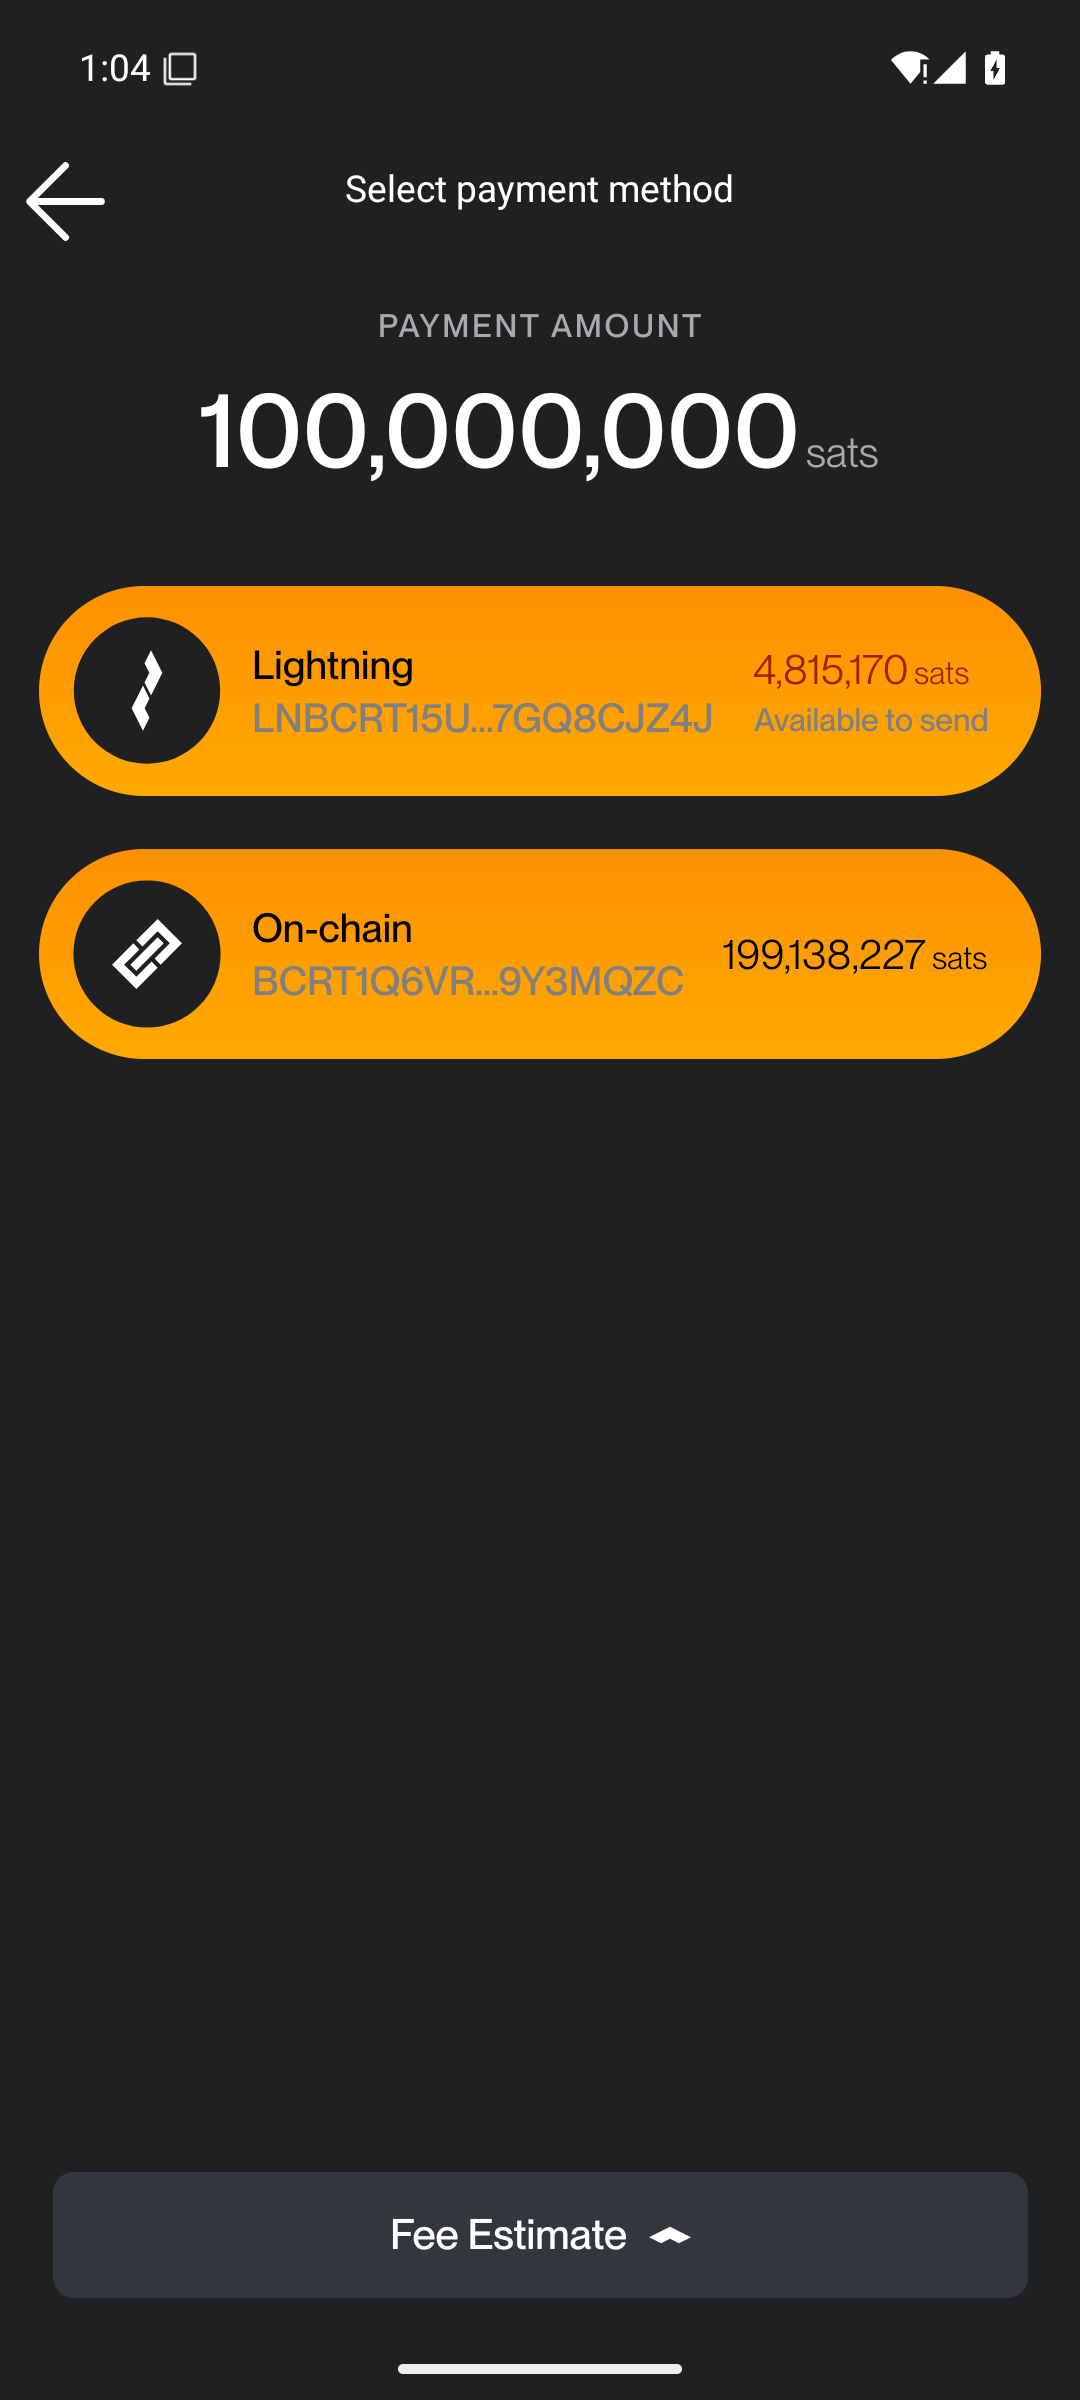 1:04
Select payment method
PAYMENT AMOUNT
100,000,000 sats
Lightning
LNBCRT15U...7GQ8CJZ4J
4,815,170 sats
Available to send
On-chain
BCRT1Q6VR...9Y3MQZC
199,138,227 sats
Fee Estimate